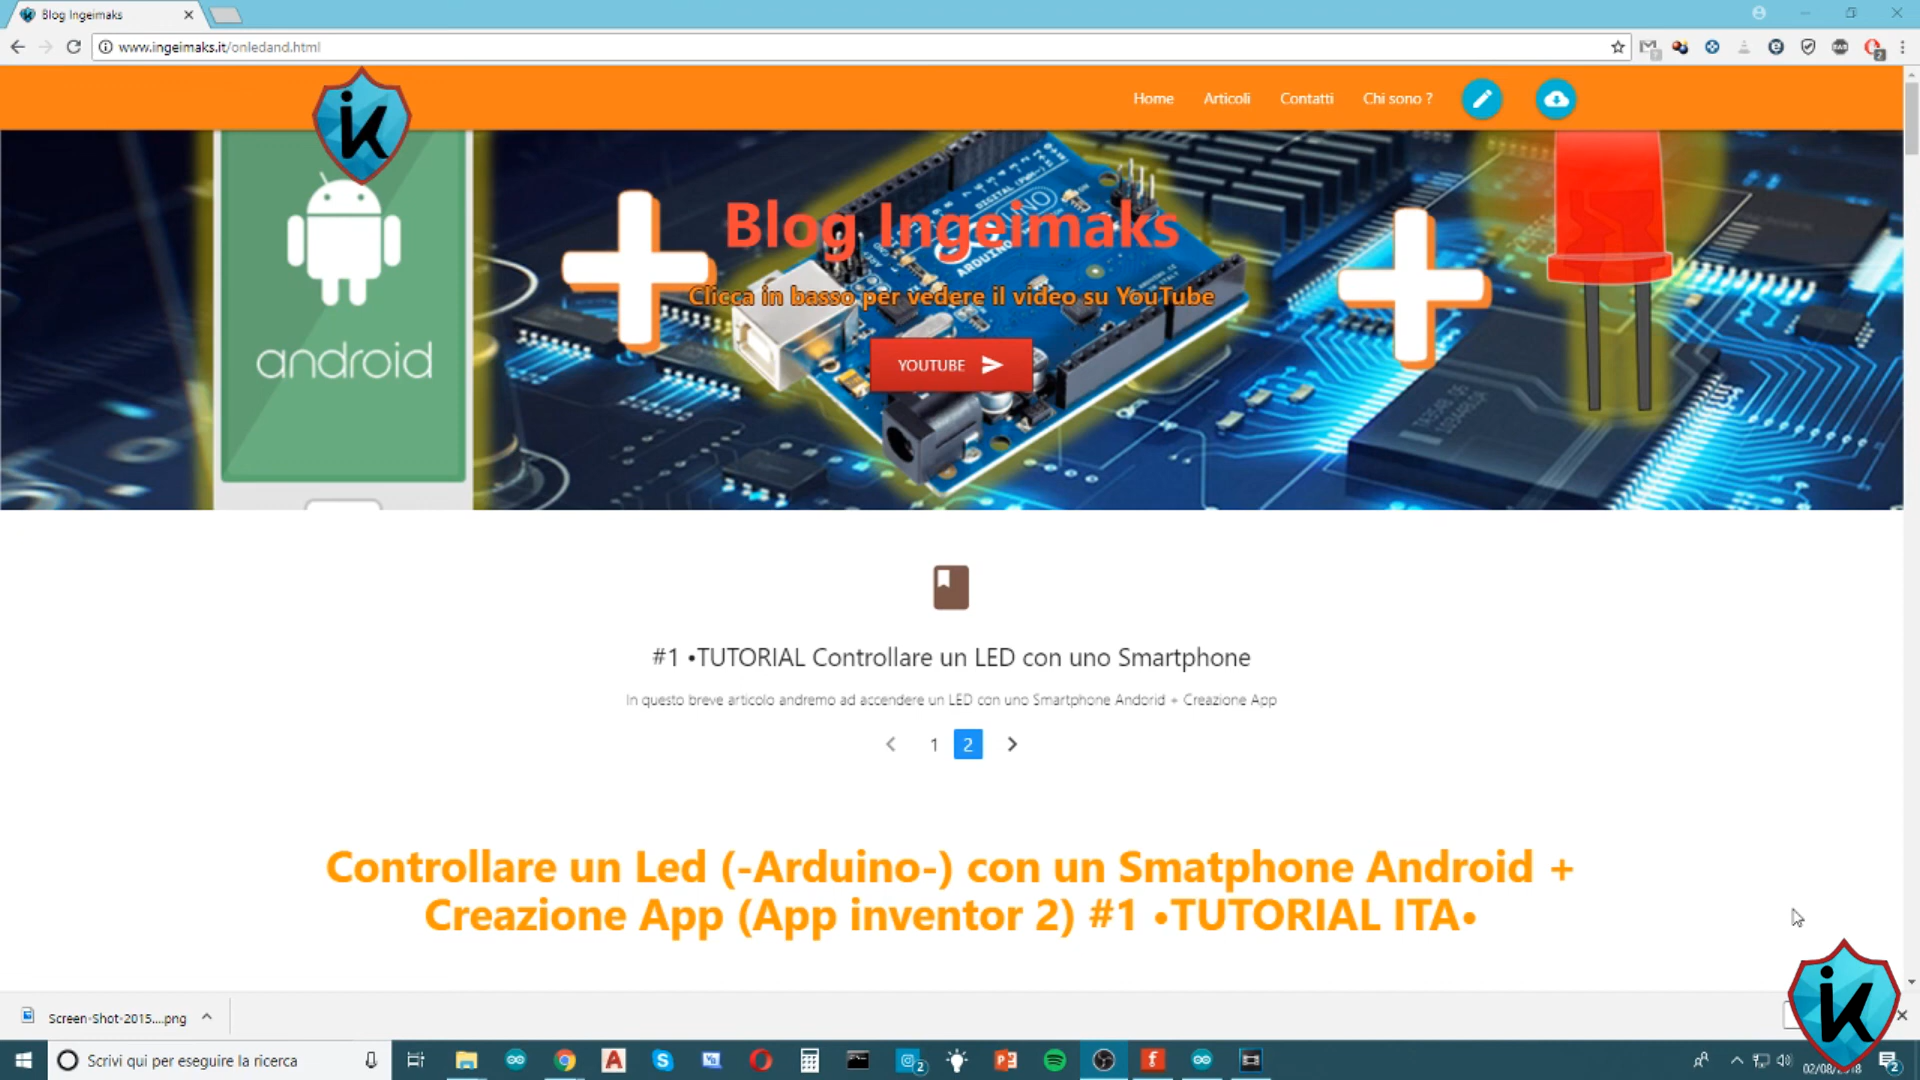 Blog Ingeimaks
www.ingeimaks.it/onledand.html
Home Articoli Contatti Chi sono ?
Blog Ingeimaks
Clicca in basso per vedere il video su YouTube
YOUTUBE
android
ARDUINO
#1 •TUTORIAL Controllare un LED con uno Smartphone
In questo breve articolo andremo ad accendere un LED con uno Smartphone Andorid + Creazione App
1 2
Controllare un Led (-Arduino-) con un Smatphone Android +
Creazione App (App inventor 2) #1 •TUTORIAL ITA•
Screen-Shot-2015....png
Scrivi qui per eseguire la ricerca